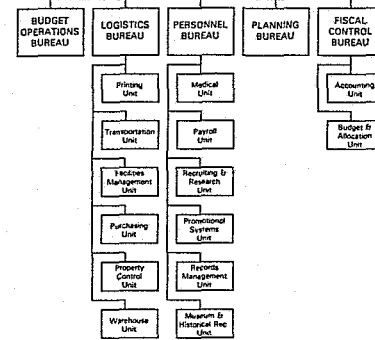 BUDGET
OPERATIONS
BUREAU
LOGISTICS
BUREAU
Printing
Unit
Transportation
Unit
Facilities
Management
Unit
Purchasing
Unit
Property
Control
Unit
Warehouse
Unit
PERSONNEL
BUREAU
Medical
Unit
Payroll
Unit
Recruiting &
Research
Unit
Promotional
Systems
Unit
Records
Management
Unit
Museum &
Historical Rec
Unit
PLANNING
BUREAU
FISCAL
CONTROL
BUREAU
Accounting
Unit
Budget &
Allocation
Unit